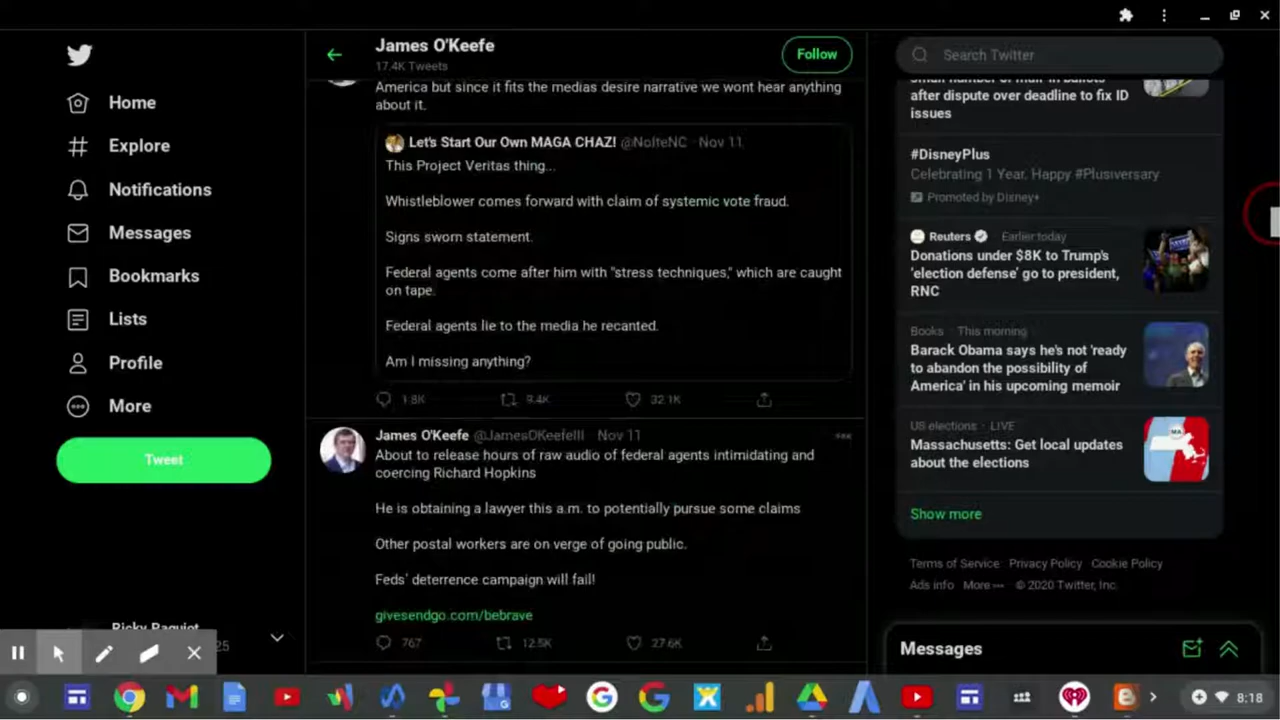 James O'Keefe
17.4K Tweets
Follow
Search Twitter
Home
Explore
Notifications
Messages
Bookmarks
Lists
Profile
More
Tweet
America but since it fits the medias desire narrative we wont hear anything
about it.
Let's Start Our Own MAGA CHAZ! @NolteNC · Nov 11
This Project Veritas thing...
Whistleblower comes forward with claim of systemic vote fraud.
Signs sworn statement.
Federal agents come after him with "stress techniques," which are caught
on tape.
Federal agents lie to the media he recanted.
Am I missing anything?
1.8K 9.4K 32.1K
James O'Keefe @JamesOKeefeIII Nov 11
About to release hours of raw audio of federal agents intimidating and
coercing Richard Hopkins
He is obtaining a lawyer this a.m. to potentially pursue some claims
Other postal workers are on verge of going public.
Feds' deterrence campaign will fail!
givesendgo.com/bebrave
767 12.5K 27.6K
small number of mail-in ballots
after dispute over deadline to fix ID
issues
#DisneyPlus
Celebrating 1 Year. Happy #Plusiversary
Promoted by Disney+
Reuters Earlier today
Donations under $8K to Trump's
'election defense' go to president,
RNC
Books · This morning
Barack Obama says he's not 'ready
to abandon the possibility of
America' in his upcoming memoir
US elections · LIVE
Massachusetts: Get local updates
about the elections
MA
Show more
Terms of Service Privacy Policy Cookie Policy
Ads info More ··· © 2020 Twitter, Inc.
Messages
25
8:18